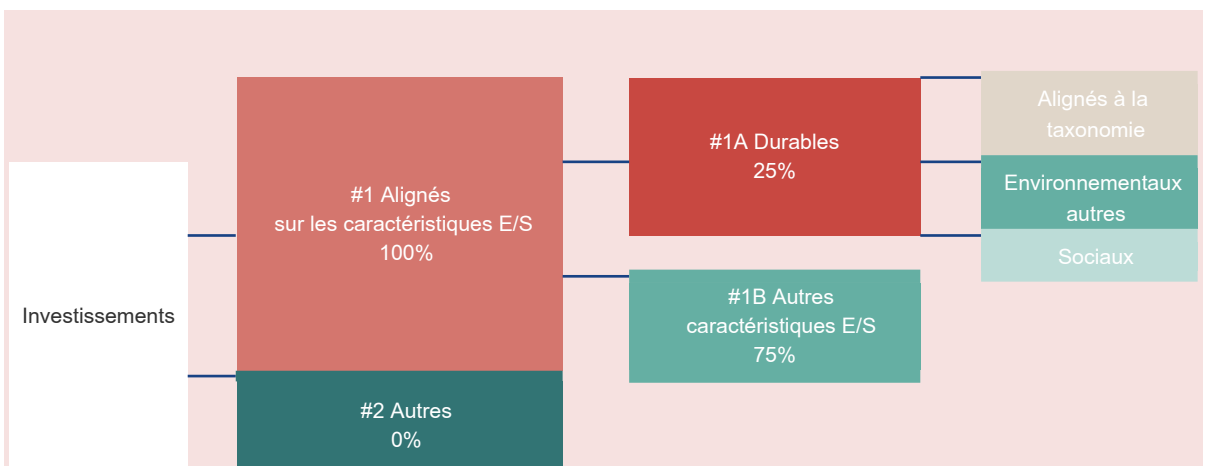 Investissements
#1 Alignés
sur les caractéristiques E/S
100%
#2 Autres
0%
#1A Durables
25%
#1B Autres
caractéristiques E/S
75%
Alignés à la
taxonomie
Environnementaux
autres
Sociaux